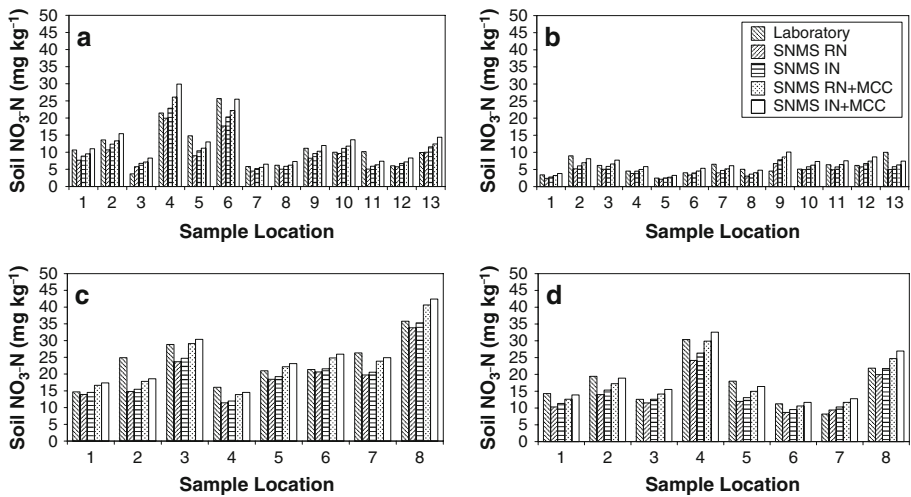 a
50
45
40
35
30
25
20
15
10
5
0
Soil NO₃-N (mg kg⁻¹)
1 2 3 4 5 6 7 8 9 10 11 12 13
Sample Location
b
50
45
40
35
30
25
20
15
10
5
0
Soil NO₃-N (mg kg⁻¹)
Laboratory
SNMS RN
SNMS IN
SNMS RN+MCC
SNMS IN+MCC
1 2 3 4 5 6 7 8 9 10 11 12 13
Sample Location
c
50
45
40
35
30
25
20
15
10
5
0
Soil NO₃-N (mg kg⁻¹)
1 2 3 4 5 6 7 8
Sample Location
d
50
45
40
35
30
25
20
15
10
5
0
Soil NO₃-N (mg kg⁻¹)
1 2 3 4 5 6 7 8
Sample Location